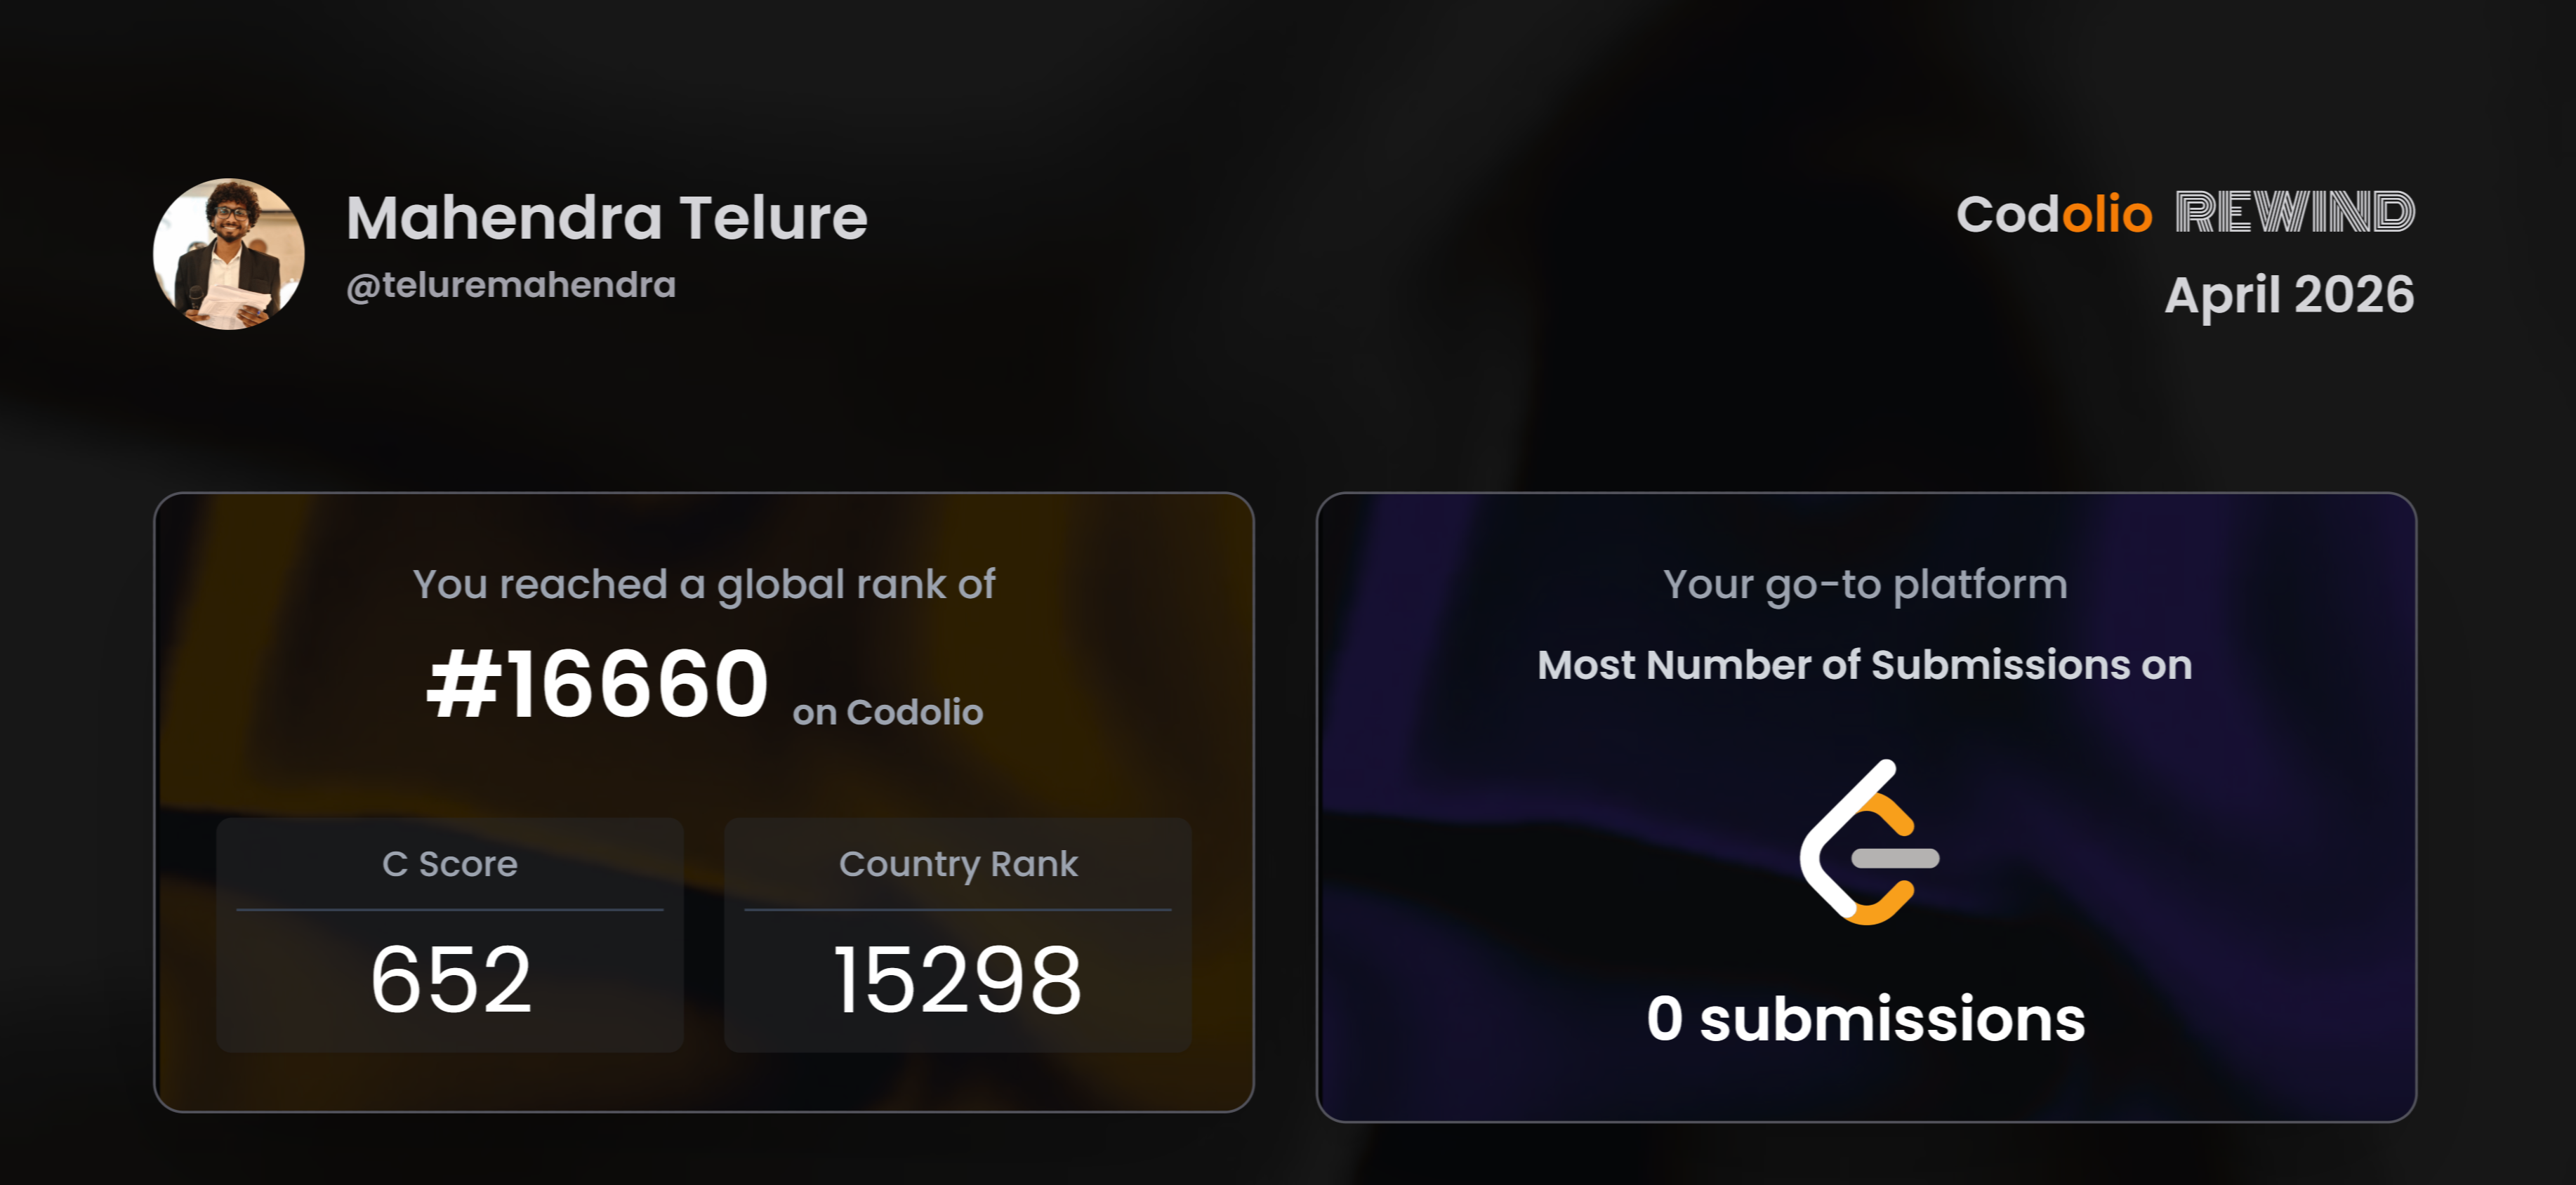 Mahendra Telure
@teluremahendra
Codolio REWIND
April 2026
You reached a global rank of
#16660 on Codolio
C Score
652
Country Rank
15298
Your go-to platform
Most Number of Submissions on
0 submissions